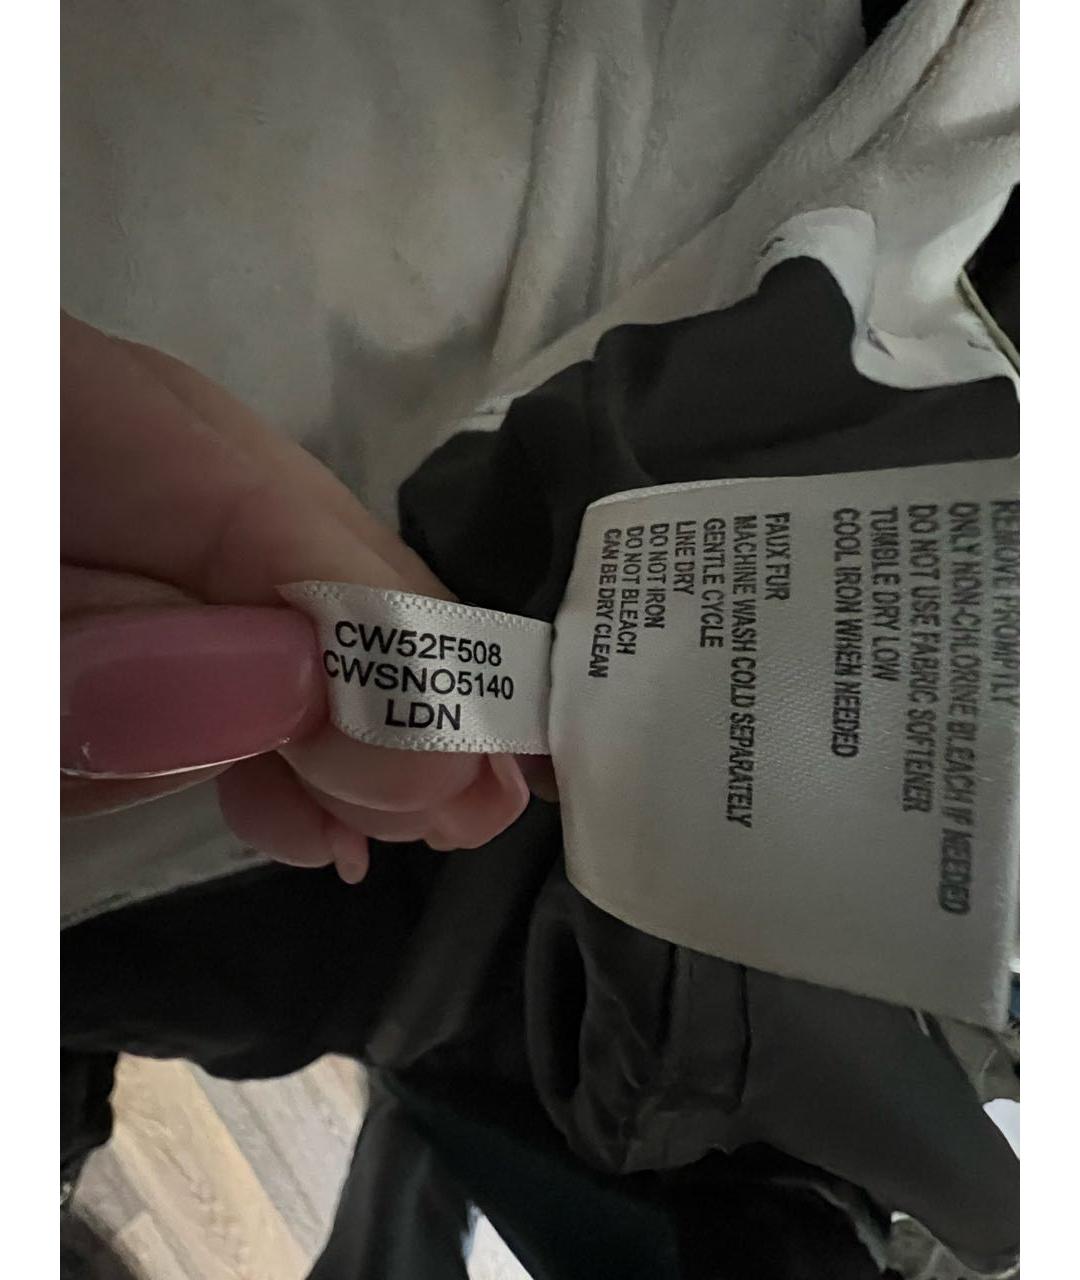 CW52F508
CWSNO5140
LDN
REMOVE PROMPTLY
ONLY NON-CHLORINE BLEACH IF NEEDED
DO NOT USE FABRIC SOFTENER
TUMBLE DRY LOW
COOL IRON WHEN NEEDED
FAUX FUR
MACHINE WASH COLD SEPARATELY
GENTLE CYCLE
LINE DRY
DO NOT IRON
DO NOT BLEACH
CAN BE DRY CLEAN